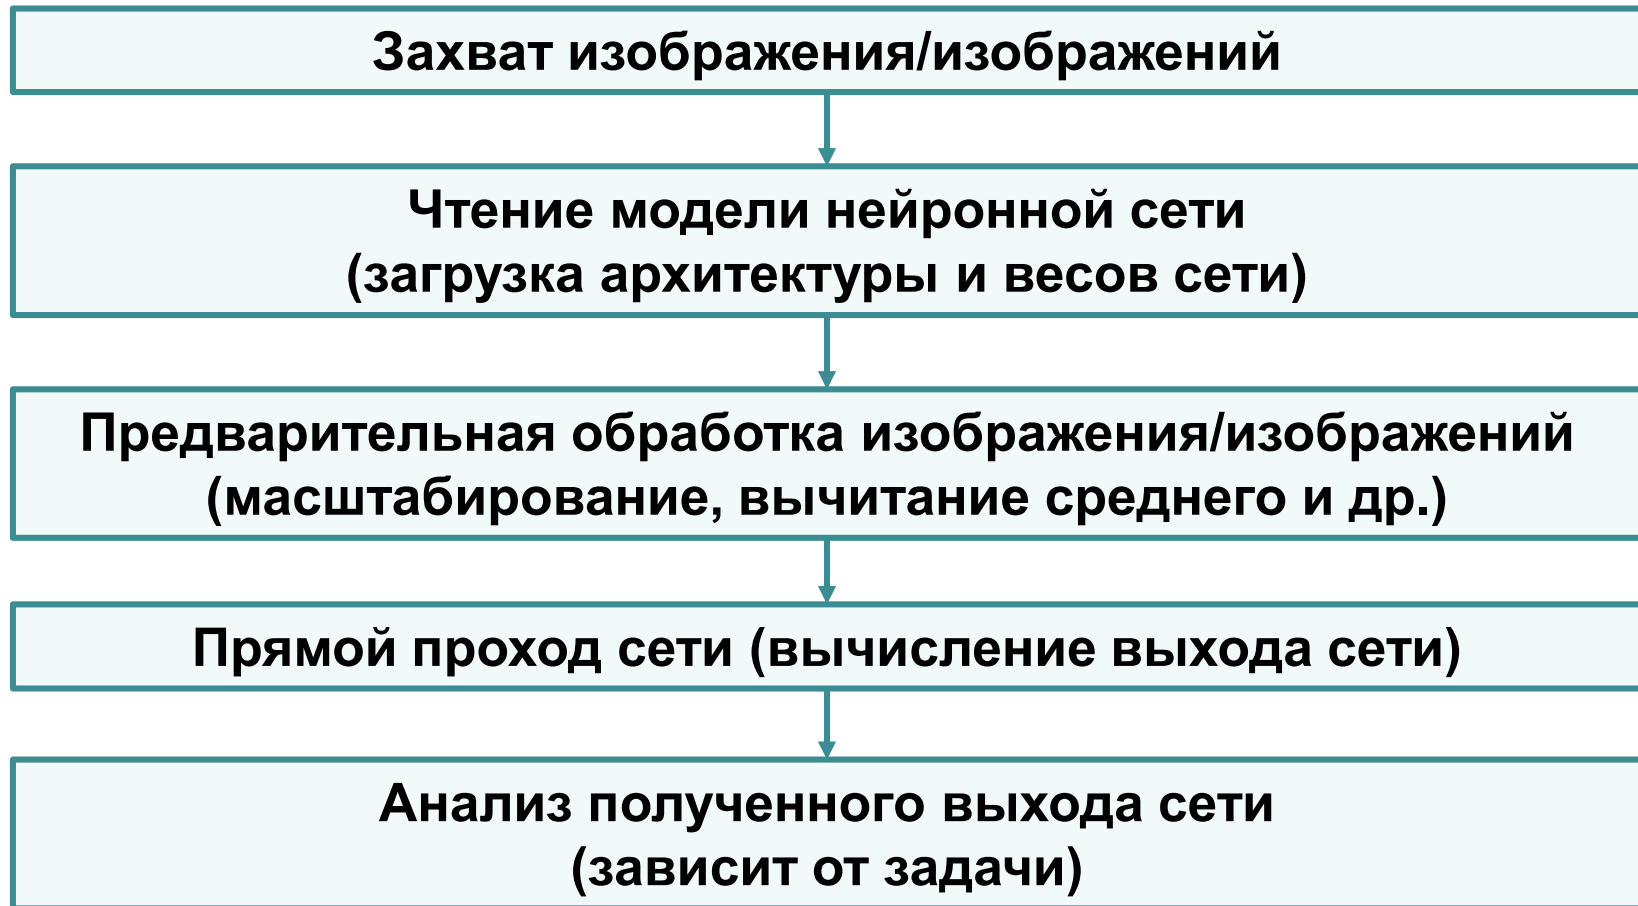 Захват изображения/изображений
Чтение модели нейронной сети
(загрузка архитектуры и весов сети)
Предварительная обработка изображения/изображений
(масштабирование, вычитание среднего и др.)
Прямой проход сети (вычисление выхода сети)
Анализ полученного выхода сети
(зависит от задачи)